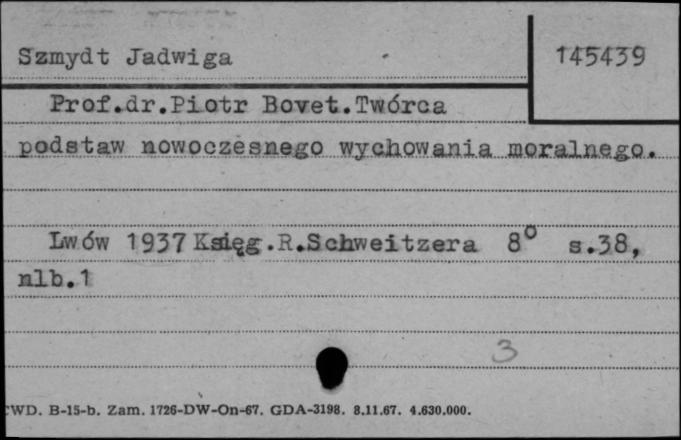 Szmydt Jadwiga
145439
Prof.dr.Piotr Bovet.Twórca
podstaw nowoczesnego wychowania moralnego.
Lwów 1937 Księg.R.Schweitzera 8° s.38,
nlb.1
3
WD. B-15-b. Zam. 1726-DW-On-67. GDA-3198. 8.11.67. 4.630.000.